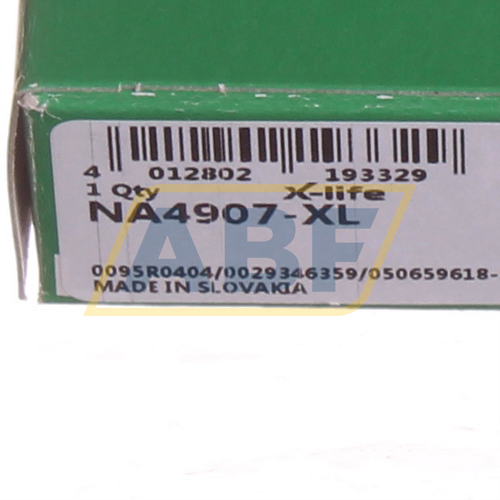 4 012802 193329
1 Qty X-life
NA4907-XL
0095R0404/0029346359/050659618-
MADE IN SLOVAKIA
ABF